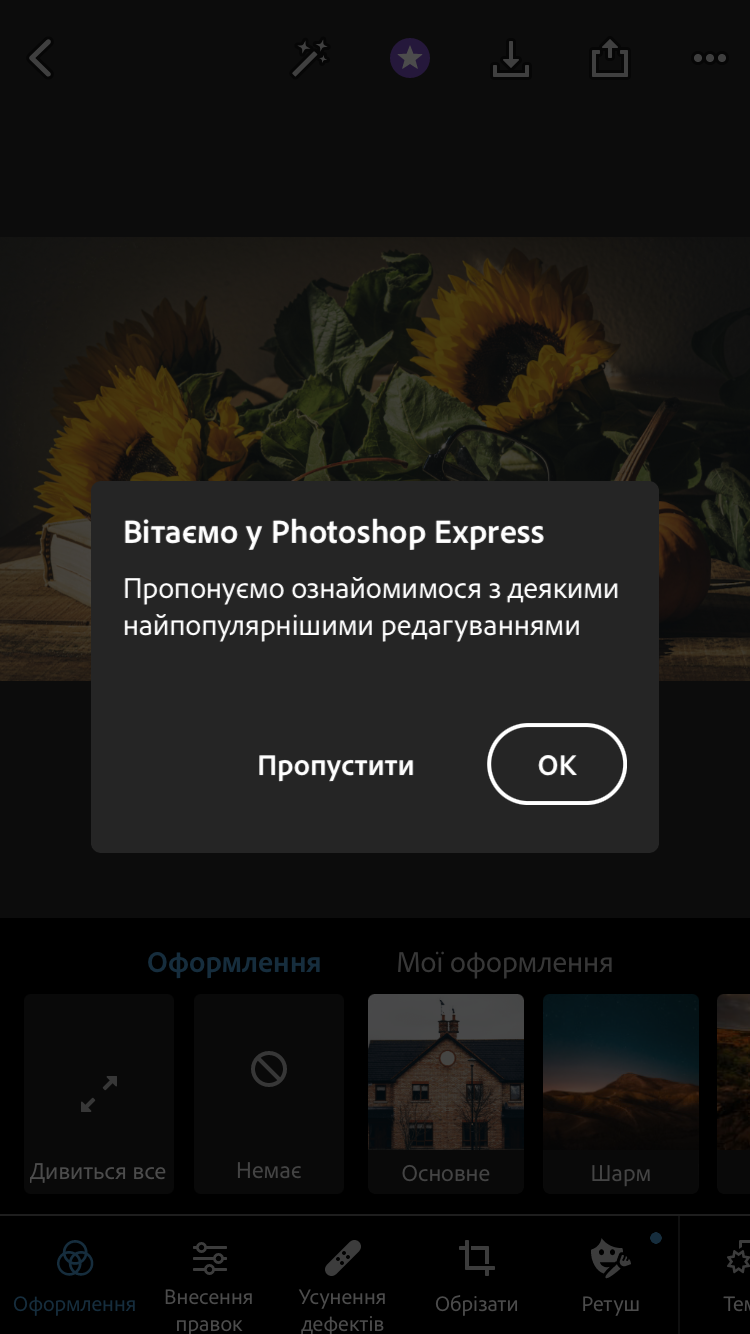 Вітаємо у Photoshop Express
Пропонуємо ознайомимося з деякими
найпопулярнішими редагуваннями
Пропустити
ОК
Оформлення
Мої оформлення
Дивиться все
Немає
Основне
Шарм
Оформлення
Внесення
правок
Усунення
дефектів
Обрізати
Ретуш